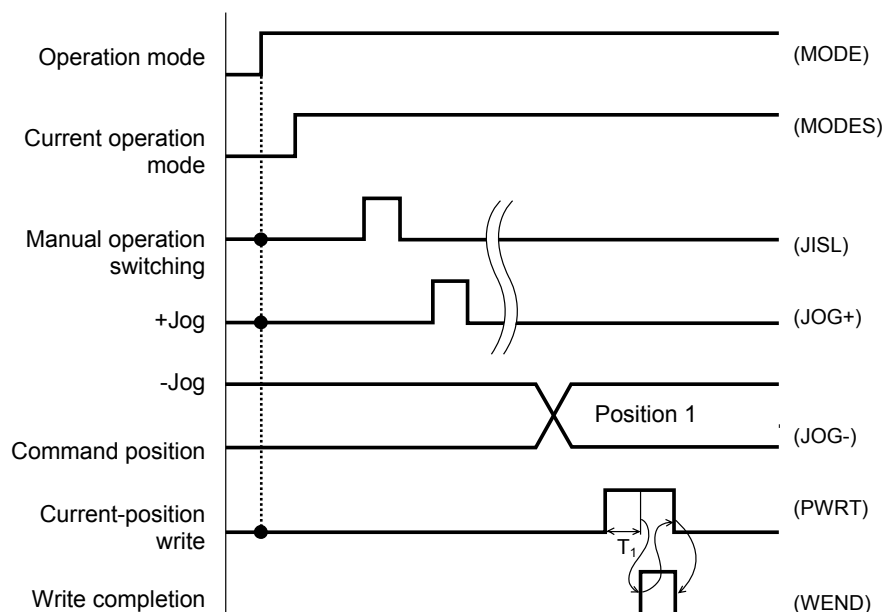 Operation mode
(MODE)
Current operation
mode
(MODES)
Manual operation
switching
(JISL)
+Jog
(JOG+)
-Jog
Position 1
Command position
(JOG-)
Current-position
write
(PWRT)
T1
Write completion
(WEND)